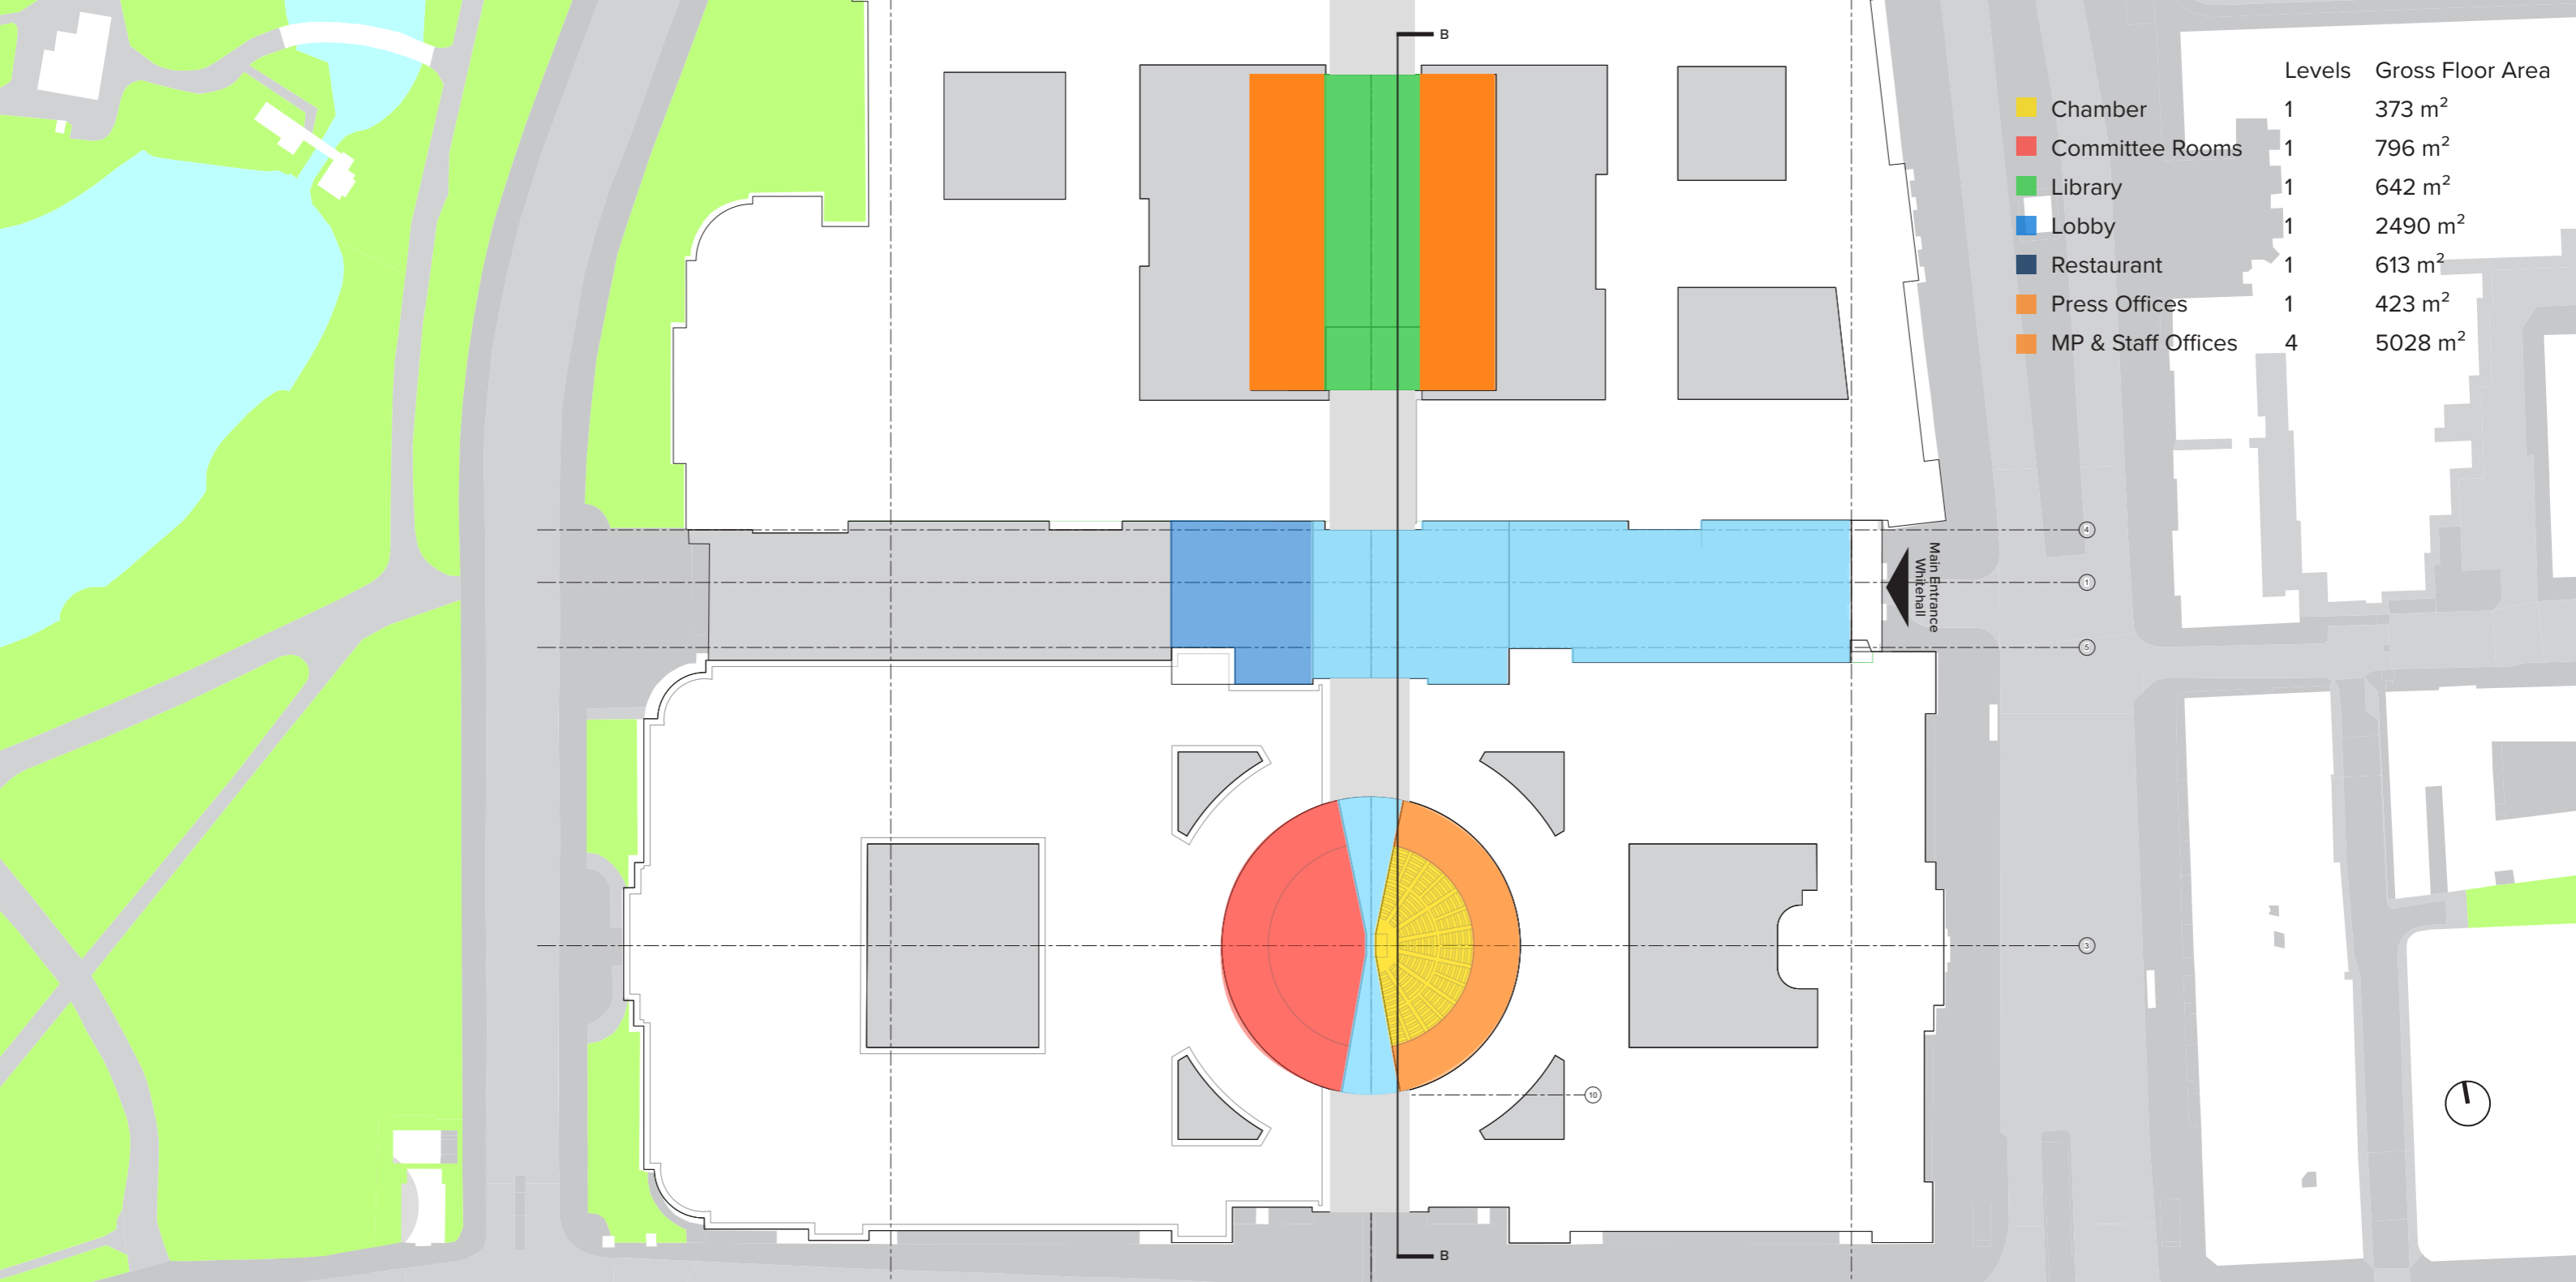 B
Levels Gross Floor Area
Chamber 1 373 m²
Committee Rooms 1 796 m²
Library 1 642 m²
Lobby 1 2490 m²
Restaurant 1 613 m²
Press Offices 1 423 m²
MP & Staff Offices 4 5028 m²
4
Main Entrance
Whitehall
1
5
3
10
B